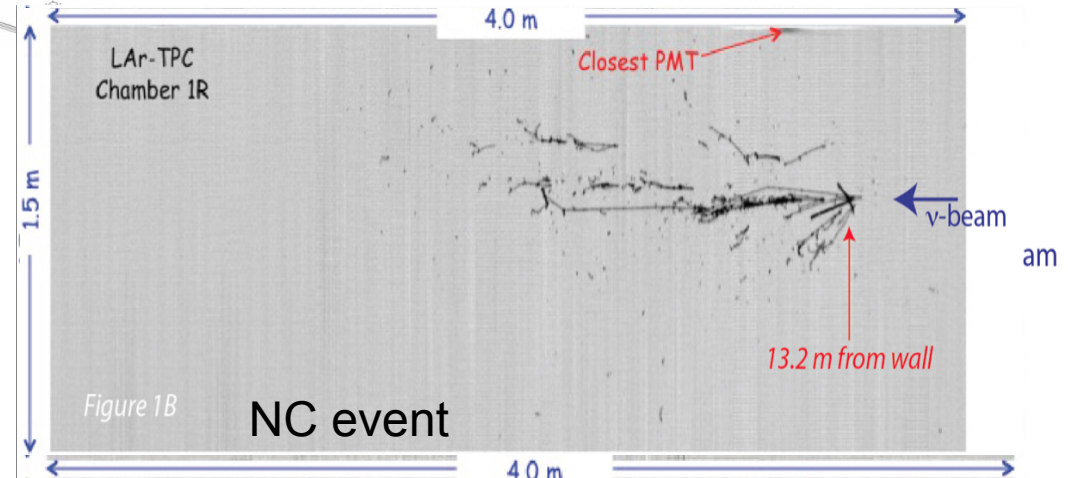 4.0 m
LAr-TPC
Chamber 1R
Closest PMT
1.5 m
ν-beam
am
13.2 m from wall
Figure 1B
NC event
4.0 m